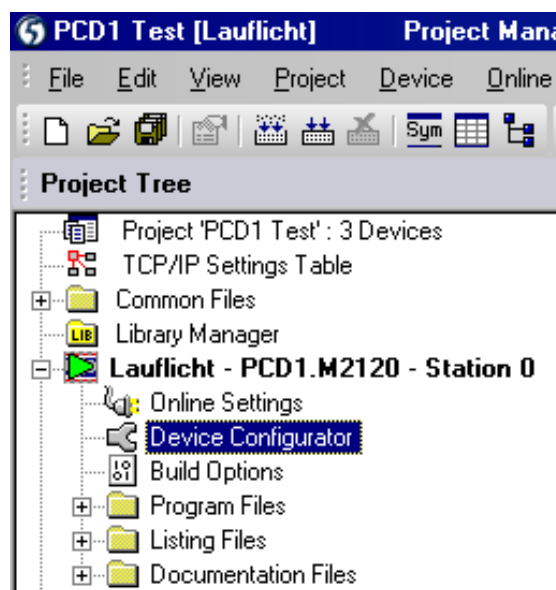 PCD1 Test [Lauflicht] Project Mana
File Edit View Project Device Online
Sym
Project Tree
Project 'PCD1 Test' : 3 Devices
TCP/IP Settings Table
Common Files
LIB Library Manager
Lauflicht - PCD1.M2120 - Station 0
Online Settings
Device Configurator
Build Options
Program Files
Listing Files
Documentation Files